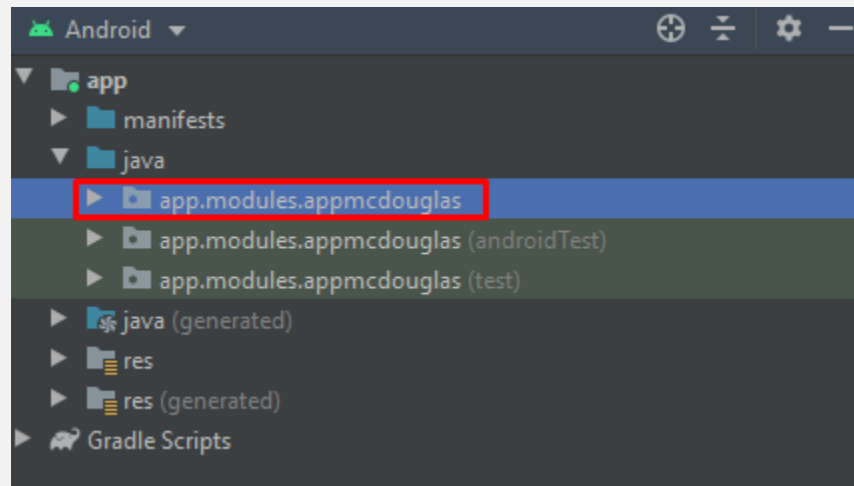 Android
app
manifests
java
app.modules.appmcdouglas
app.modules.appmcdouglas (androidTest)
app.modules.appmcdouglas (test)
java (generated)
res
res (generated)
Gradle Scripts